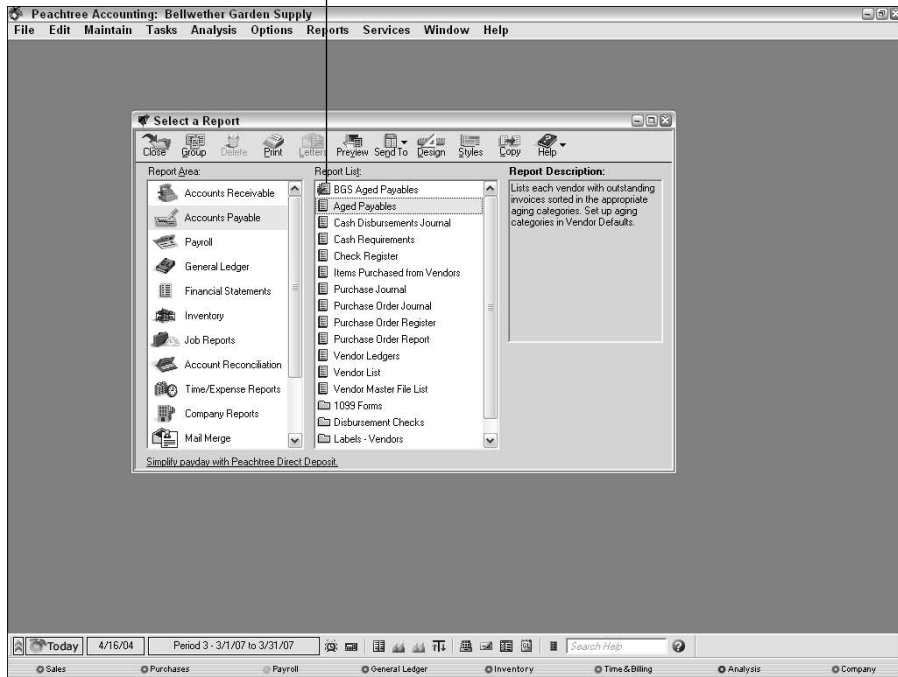 Peachtree Accounting: Bellwether Garden Supply
File Edit Maintain Tasks Analysis Options Reports Services Window Help
Select a Report
Close Group Delete Print Letters Preview Send To Design Styles Copy Help
Report Area:
Accounts Receivable
Accounts Payable
Payroll
General Ledger
Financial Statements
Inventory
Job Reports
Account Reconciliation
Time/Expense Reports
Company Reports
Mail Merge
Report List:
BGS Aged Payables
Aged Payables
Cash Disbursements Journal
Cash Requirements
Check Register
Items Purchased from Vendors
Purchase Journal
Purchase Order Journal
Purchase Order Register
Purchase Order Report
Vendor Ledgers
Vendor List
Vendor Master File List
1099 Forms
Disbursement Checks
Labels - Vendors
Report Description:
Lists each vendor with outstanding
invoices sorted in the appropriate
aging categories. Set up aging
categories in Vendor Defaults.
Simplify payday with Peachtree Direct Deposit.
Today 4/16/04 Period 3 - 3/1/07 to 3/31/07 Search Help
Sales Purchases Payroll General Ledger Inventory Time & Billing Analysis Company